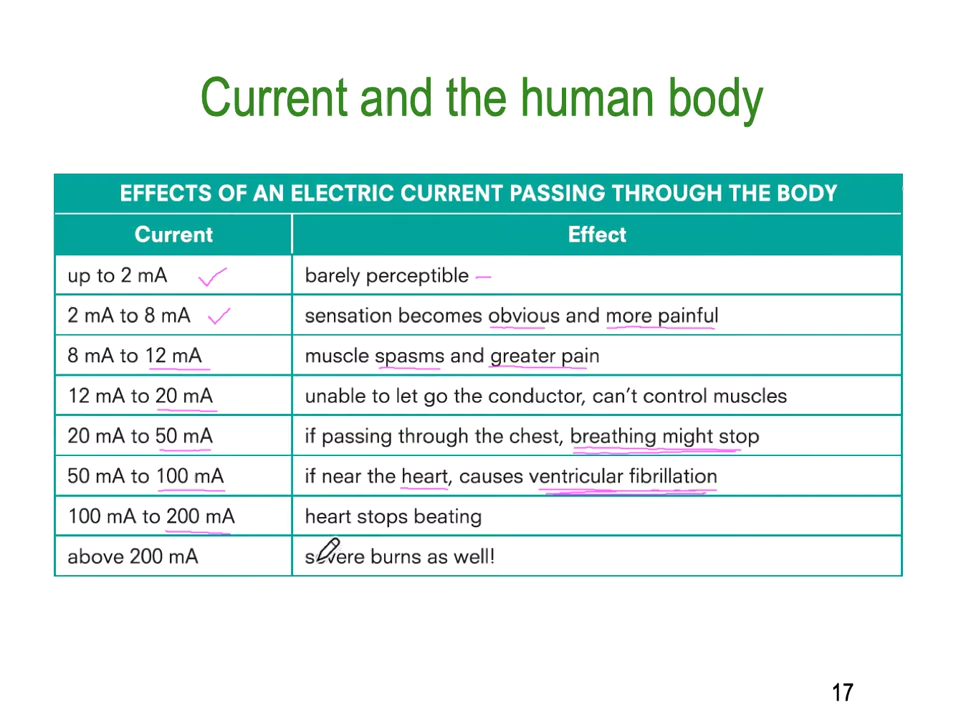 Current and the human body
EFFECTS OF AN ELECTRIC CURRENT PASSING THROUGH THE BODY
Current Effect
up to 2 mA barely perceptible
2 mA to 8 mA sensation becomes obvious and more painful
8 mA to 12 mA muscle spasms and greater pain
12 mA to 20 mA unable to let go the conductor, can't control muscles
20 mA to 50 mA if passing through the chest, breathing might stop
50 mA to 100 mA if near the heart, causes ventricular fibrillation
100 mA to 200 mA heart stops beating
above 200 mA severe burns as well!
17